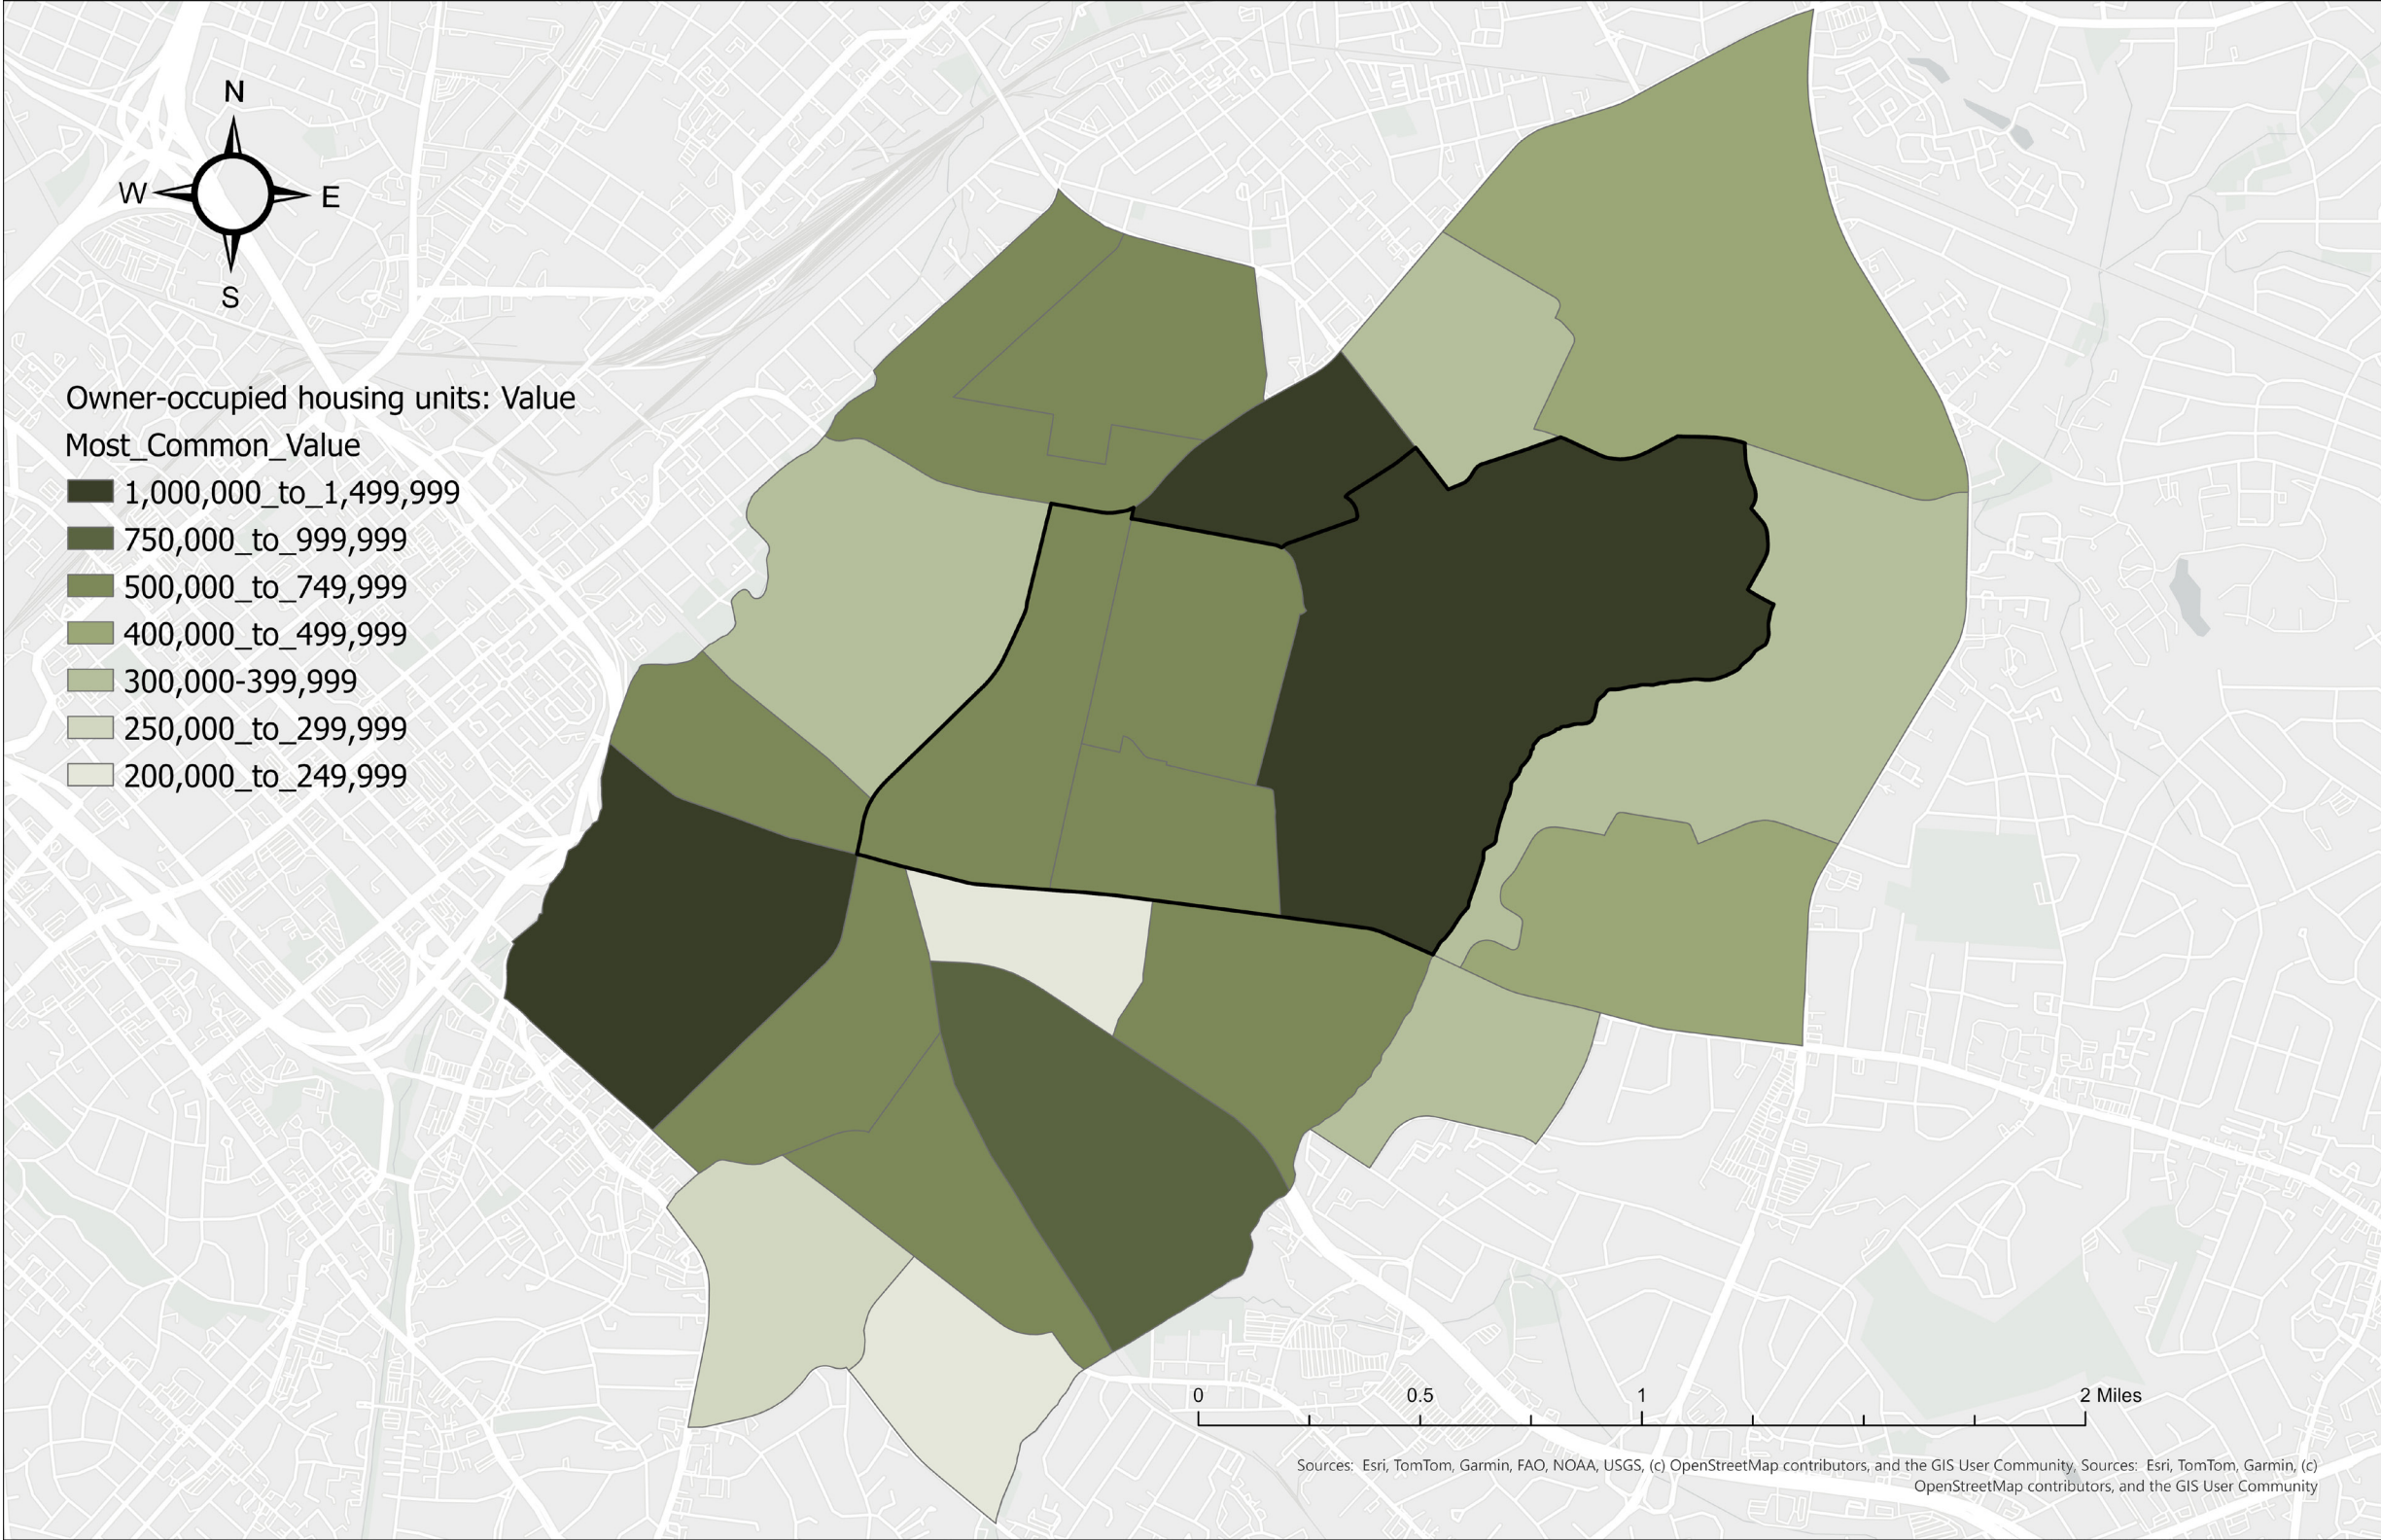 N
W E
S
Owner-occupied housing units: Value
Most_Common_Value
1,000,000_to_1,499,999
750,000_to_999,999
500,000_to_749,999
400,000_to_499,999
300,000-399,999
250,000_to_299,999
200,000_to_249,999
0 0.5 1 2 Miles
Sources: Esri, TomTom, Garmin, FAO, NOAA, USGS, (c) OpenStreetMap contributors, and the GIS User Community, Sources: Esri, TomTom, Garmin, (c)
OpenStreetMap contributors, and the GIS User Community